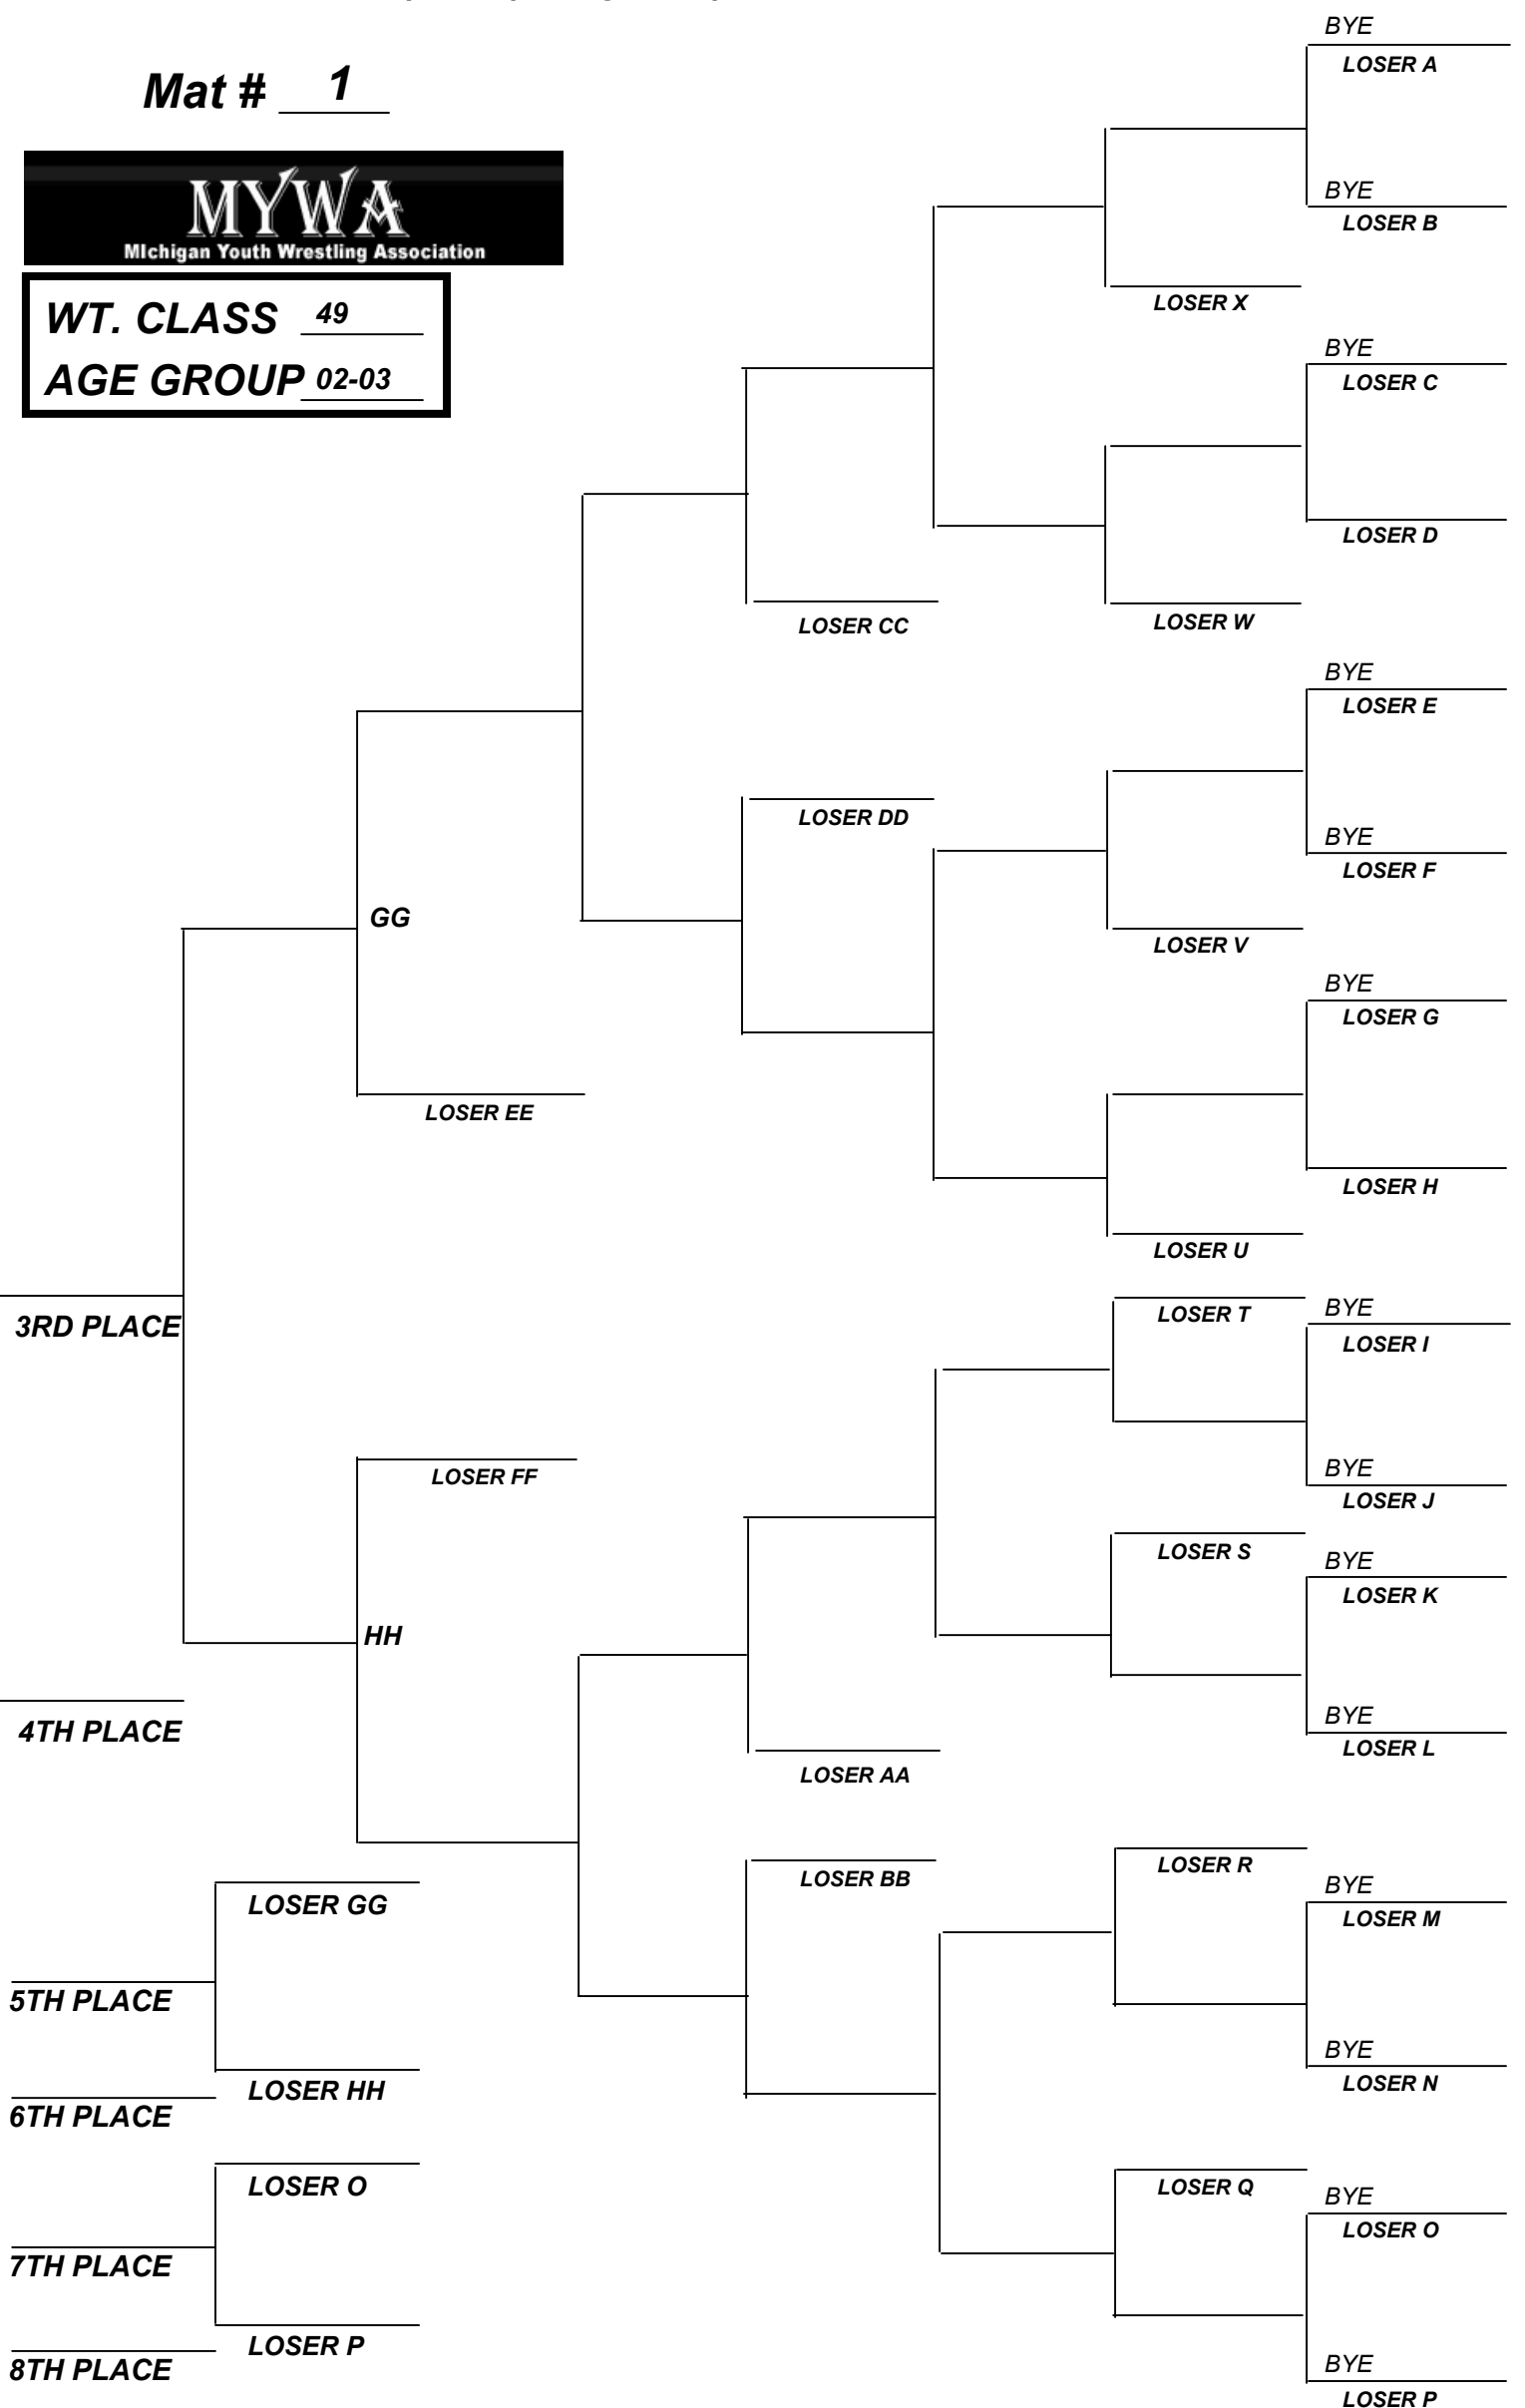 Mat # 1
MYWA
MIchigan Youth Wrestling Association
WT. CLASS 49
AGE GROUP 02-03
BYE
LOSER A
BYE
LOSER B
LOSER X
BYE
LOSER C
LOSER D
LOSER CC
LOSER W
BYE
LOSER E
LOSER DD
BYE
LOSER F
GG
LOSER V
BYE
LOSER G
LOSER EE
LOSER H
LOSER U
3RD PLACE
LOSER T
BYE
LOSER I
LOSER FF
BYE
LOSER J
LOSER S
BYE
LOSER K
HH
4TH PLACE
BYE
LOSER L
LOSER AA
LOSER BB
LOSER R
BYE
LOSER M
LOSER GG
5TH PLACE
BYE
LOSER N
LOSER HH
6TH PLACE
LOSER O
LOSER Q
BYE
LOSER O
7TH PLACE
LOSER P
8TH PLACE
BYE
LOSER P